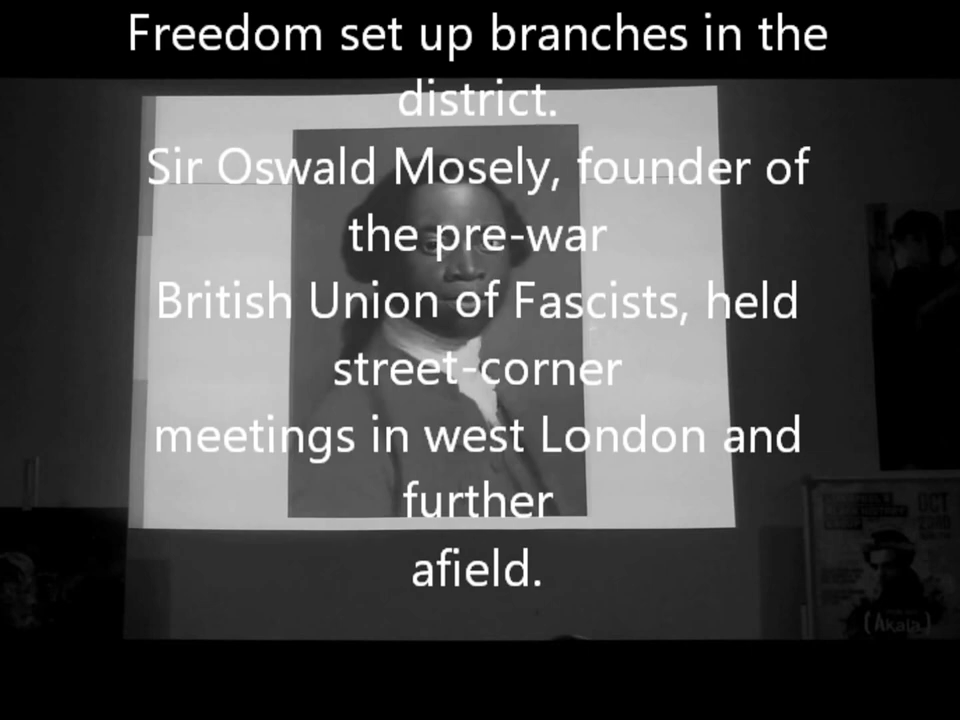 Freedom set up branches in the
district.
Sir Oswald Mosely, founder of
the pre-war
British Union of Fascists, held
street-corner
meetings in west London and
further
afield.
OCT
(Akala)